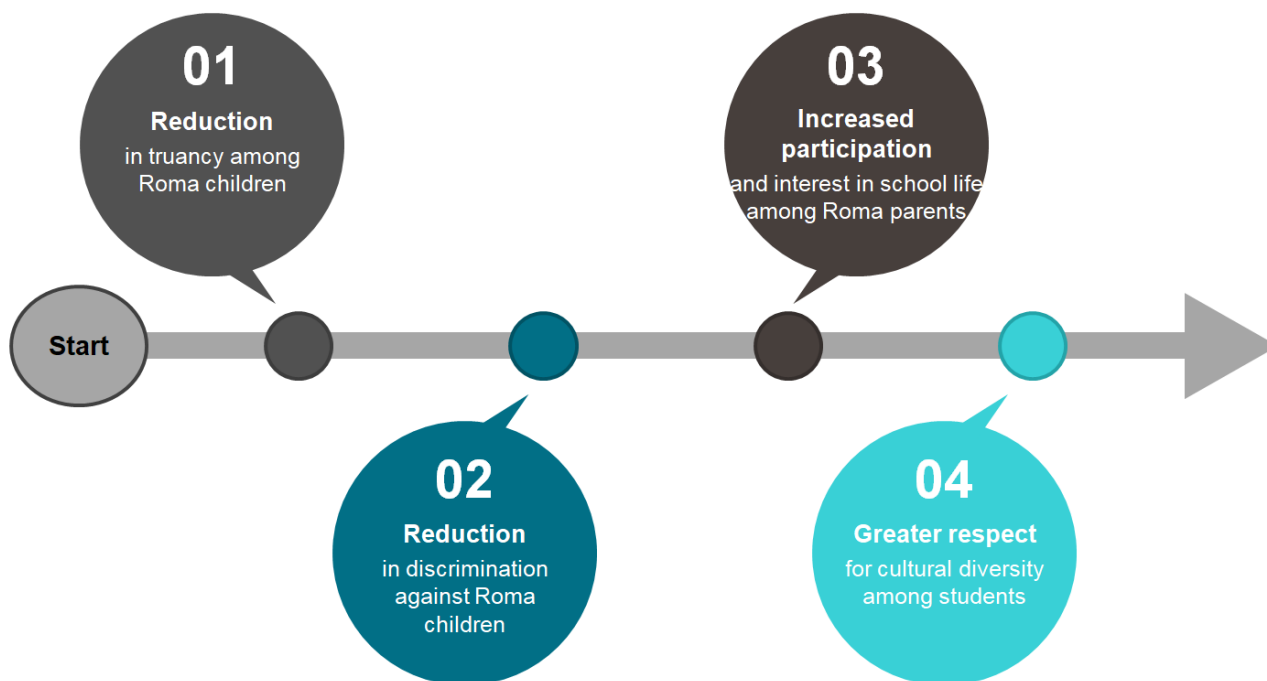 01
Reduction
in truancy among
Roma children
03
Increased
participation
and interest in school life
among Roma parents
Start
02
Reduction
in discrimination
against Roma
children
04
Greater respect
for cultural diversity
among students